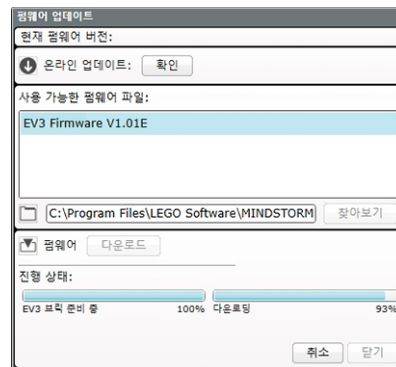 펌웨어 업데이트
현재 펌웨어 버전:
온라인 업데이트: 확인
사용 가능한 펌웨어 파일:
EV3 Firmware V1.01E
C:\Program Files\LEGO Software\MINDSTORM 찾아보기
펌웨어 다운로드
진행 상태:
EV3 브릭 준비 중 100% 다운로딩 93%
취소 닫기